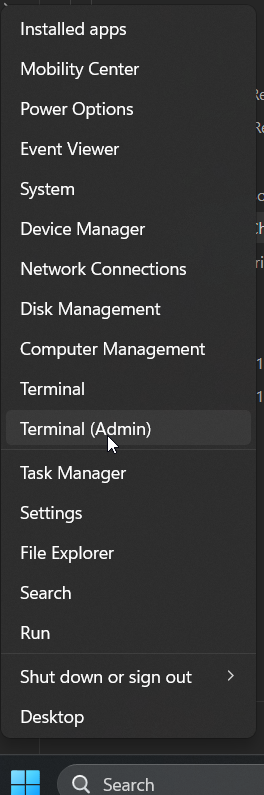 Installed apps
Mobility Center
Power Options
Event Viewer
System
Device Manager
Network Connections
Disk Management
Computer Management
Terminal
Terminal (Admin)
Task Manager
Settings
File Explorer
Search
Run
Shut down or sign out
Desktop
Search